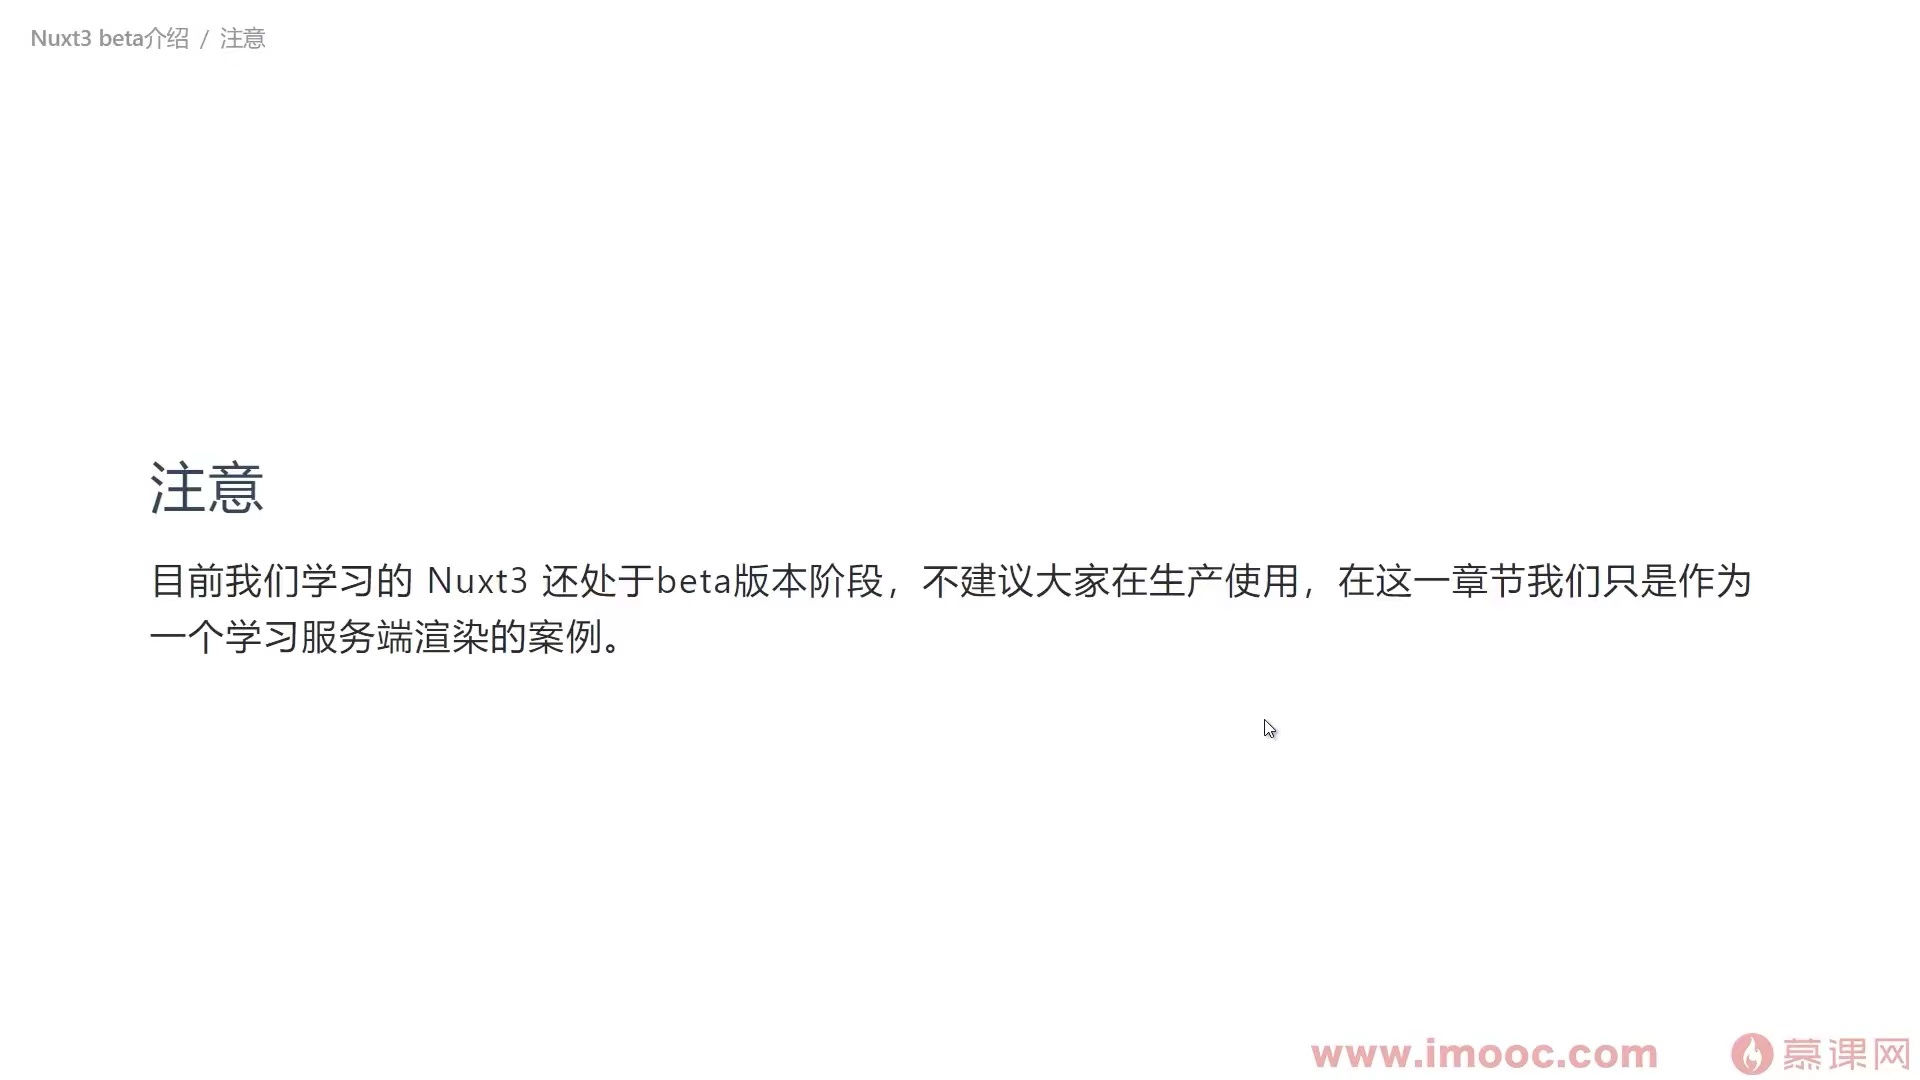 Nuxt3 beta介绍 / 注意
注意
目前我们学习的 Nuxt3 还处于beta版本阶段，不建议大家在生产使用，在这一章节我们只是作为
一个学习服务端渲染的案例。
www.imooc.com 慕课网